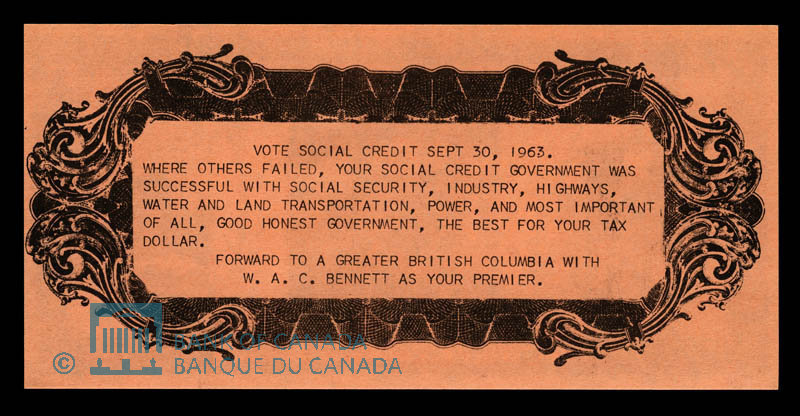 VOTE SOCIAL CREDIT SEPT 30, 1963.
WHERE OTHERS FAILED, YOUR SOCIAL CREDIT GOVERNMENT WAS
SUCCESSFUL WITH SOCIAL SECURITY, INDUSTRY, HIGHWAYS,
WATER AND LAND TRANSPORTATION, POWER, AND MOST IMPORTANT
OF ALL, GOOD HONEST GOVERNMENT, THE BEST FOR YOUR TAX
DOLLAR.
FORWARD TO A GREATER BRITISH COLUMBIA WITH
W. A. C. BENNETT AS YOUR PREMIER.
© BANK OF CANADA
BANQUE DU CANADA